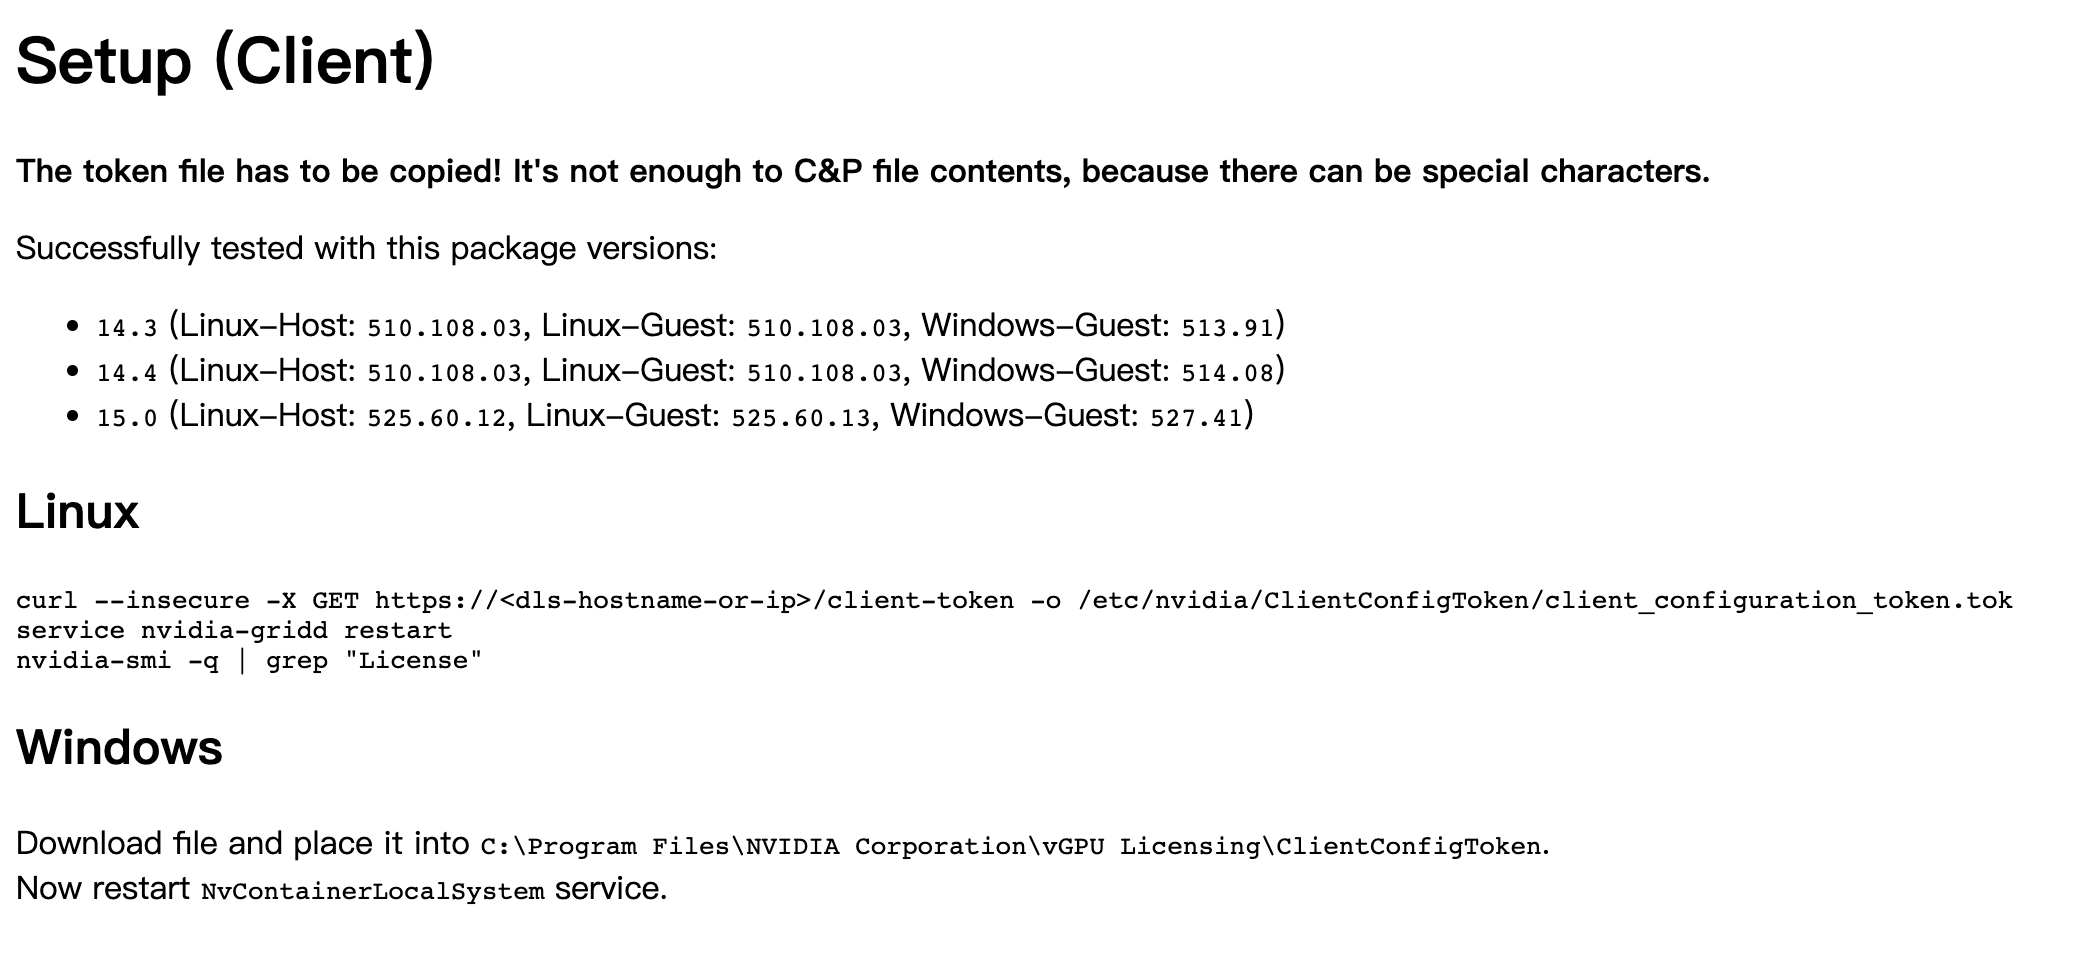 Setup (Client)
The token file has to be copied! It's not enough to C&P file contents, because there can be special characters.
Successfully tested with this package versions:
• 14.3 (Linux-Host: 510.108.03, Linux-Guest: 510.108.03, Windows-Guest: 513.91)
• 14.4 (Linux-Host: 510.108.03, Linux-Guest: 510.108.03, Windows-Guest: 514.08)
• 15.0 (Linux-Host: 525.60.12, Linux-Guest: 525.60.13, Windows-Guest: 527.41)
Linux
curl --insecure -X GET https://<dls-hostname-or-ip>/client-token -o /etc/nvidia/ClientConfigToken/client_configuration_token.tok
service nvidia-gridd restart
nvidia-smi -q | grep "License"
Windows
Download file and place it into C:\Program Files\NVIDIA Corporation\vGPU Licensing\ClientConfigToken.
Now restart NvContainerLocalSystem service.